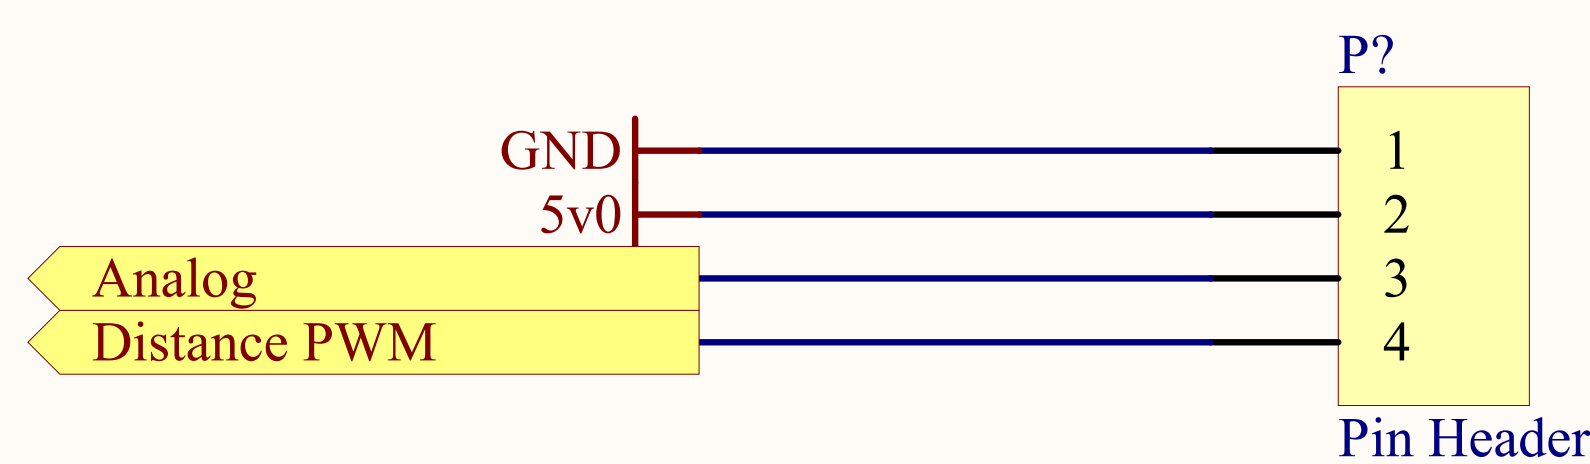 P?
GND
1
5v0
2
Analog
3
Distance PWM
4
Pin Header